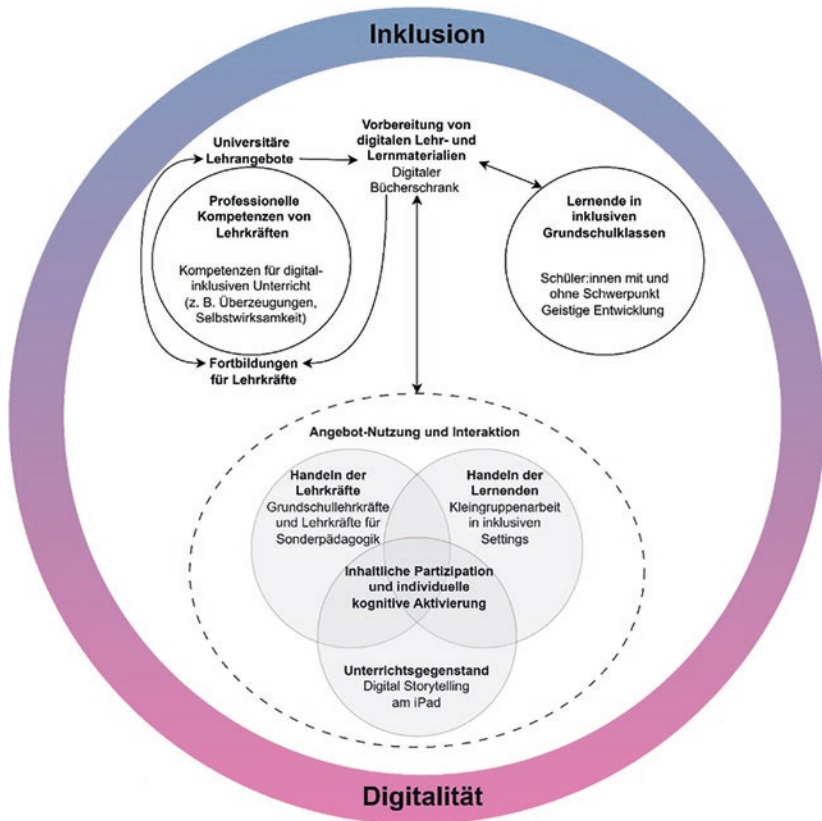 Inklusion
Universitäre
Lehrangebote
Vorbereitung von
digitalen Lehr- und
Lernmaterialien
Digitaler
Bücherschrank
Professionelle
Kompetenzen von
Lehrkräften
Kompetenzen für digital-
inklusiven Unterricht
(z. B. Überzeugungen,
Selbstwirksamkeit)
Lernende in
inklusiven
Grundschulklassen
Schüler:innen mit und
ohne Schwerpunkt
Geistige Entwicklung
Fortbildungen
für Lehrkräfte
Angebot-Nutzung und Interaktion
Handeln der
Lehrkräfte
Grundschullehrkräfte
und Lehrkräfte für
Sonderpädagogik
Handeln der
Lernenden
Kleingruppenarbeit
in inklusiven
Settings
Inhaltliche Partizipation
und individuelle
kognitive Aktivierung
Unterrichtsgegenstand
Digital Storytelling
am iPad
Digitalität